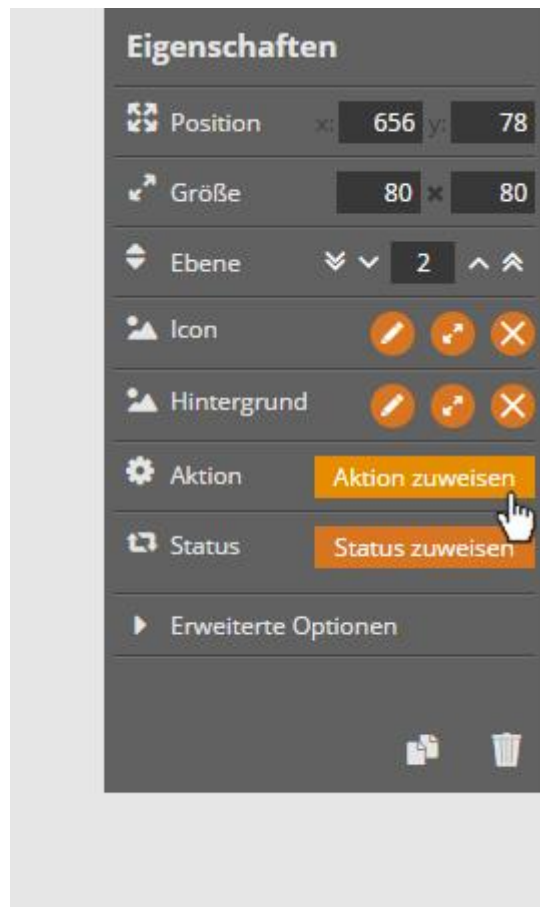 Eigenschaften
Position x: 656 y: 78
Größe 80 × 80
Ebene 2
Icon
Hintergrund
Aktion Aktion zuweisen
Status Status zuweisen
Erweiterte Optionen